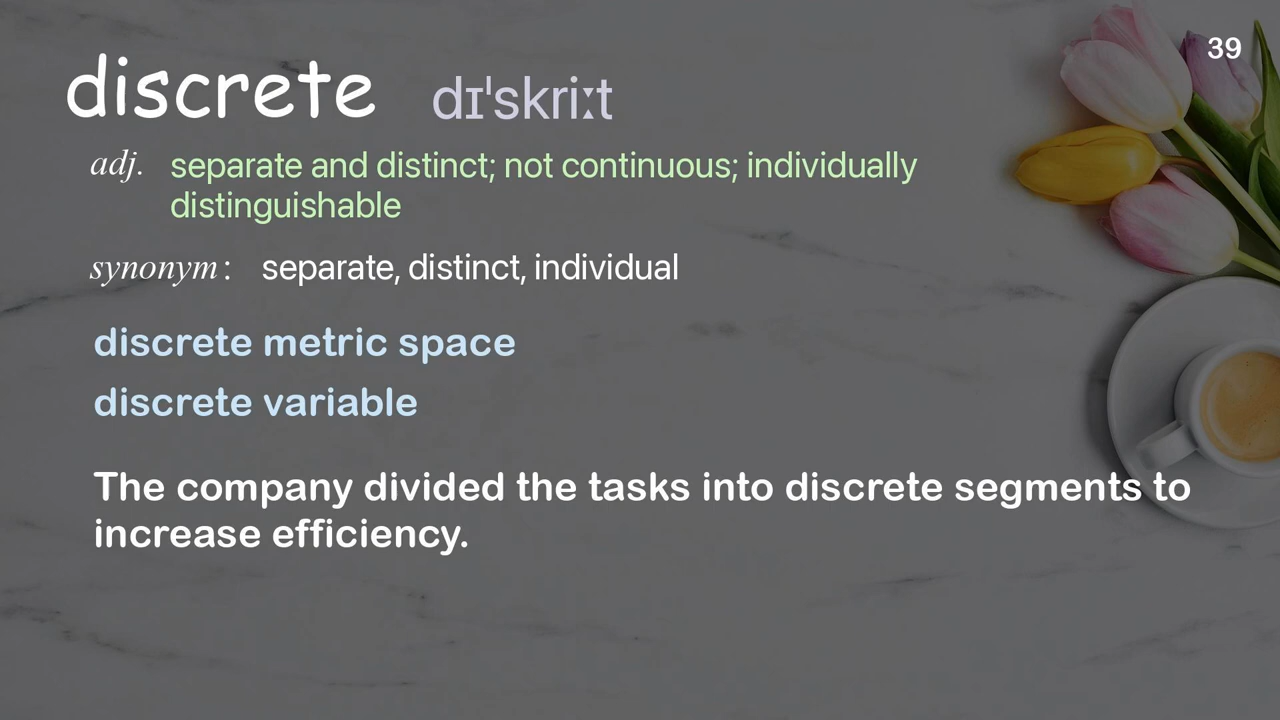 39
discrete dɪˈskriːt
adj. separate and distinct; not continuous; individually
distinguishable
synonym: separate, distinct, individual
discrete metric space
discrete variable
The company divided the tasks into discrete segments to
increase efficiency.